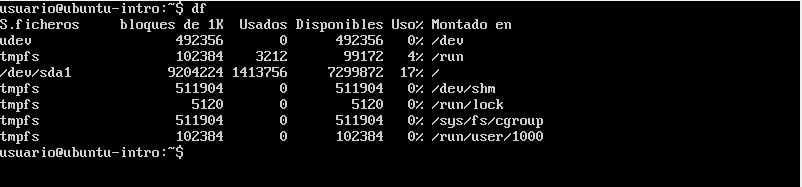 usuario@ubuntu-intro:~$ df
S.ficheros     bloques de 1K  Usados Disponibles Uso% Montado en
udev                  492356       0      492356   0% /dev
tmpfs                 102384    3212       99172   4% /run
/dev/sda1            9204224 1413756     7299872  17% /
tmpfs                 511904       0      511904   0% /dev/shm
tmpfs                   5120       0        5120   0% /run/lock
tmpfs                 511904       0      511904   0% /sys/fs/cgroup
tmpfs                 102384       0      102384   0% /run/user/1000
usuario@ubuntu-intro:~$